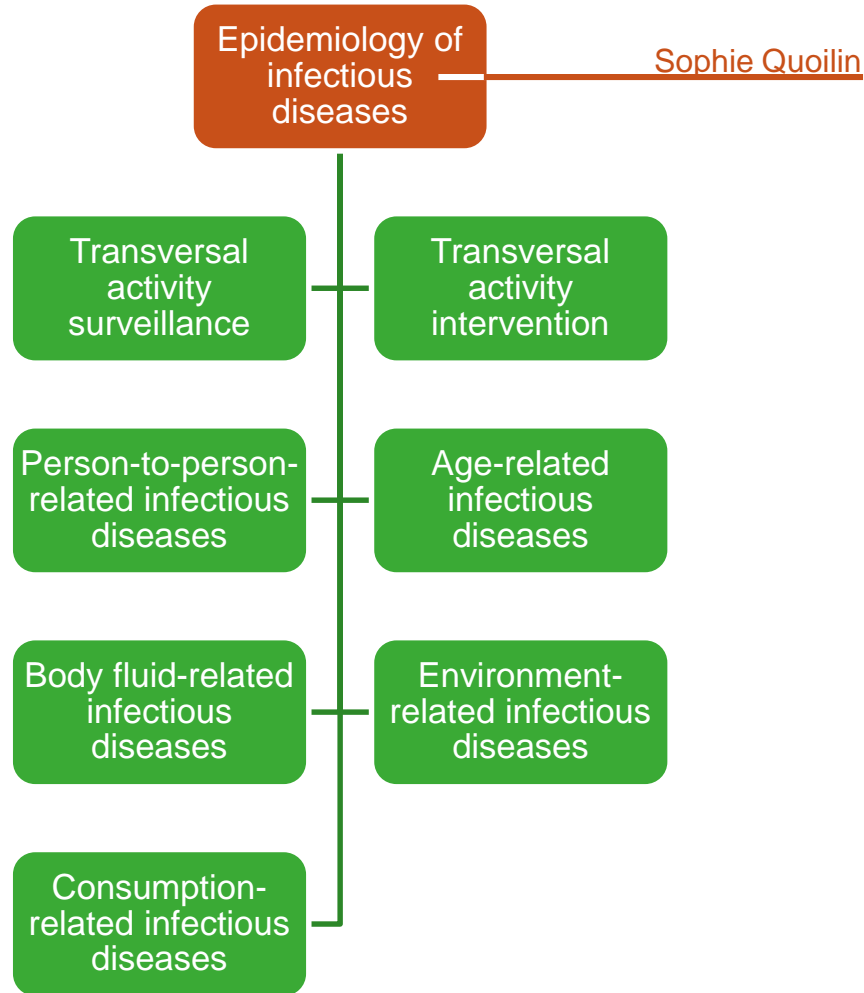 Epidemiology of
infectious
diseases
Sophie Quoilin
Transversal
activity
surveillance
Transversal
activity
intervention
Person-to-person-
related infectious
diseases
Age-related
infectious
diseases
Body fluid-related
infectious
diseases
Environment-
related infectious
diseases
Consumption-
related infectious
diseases